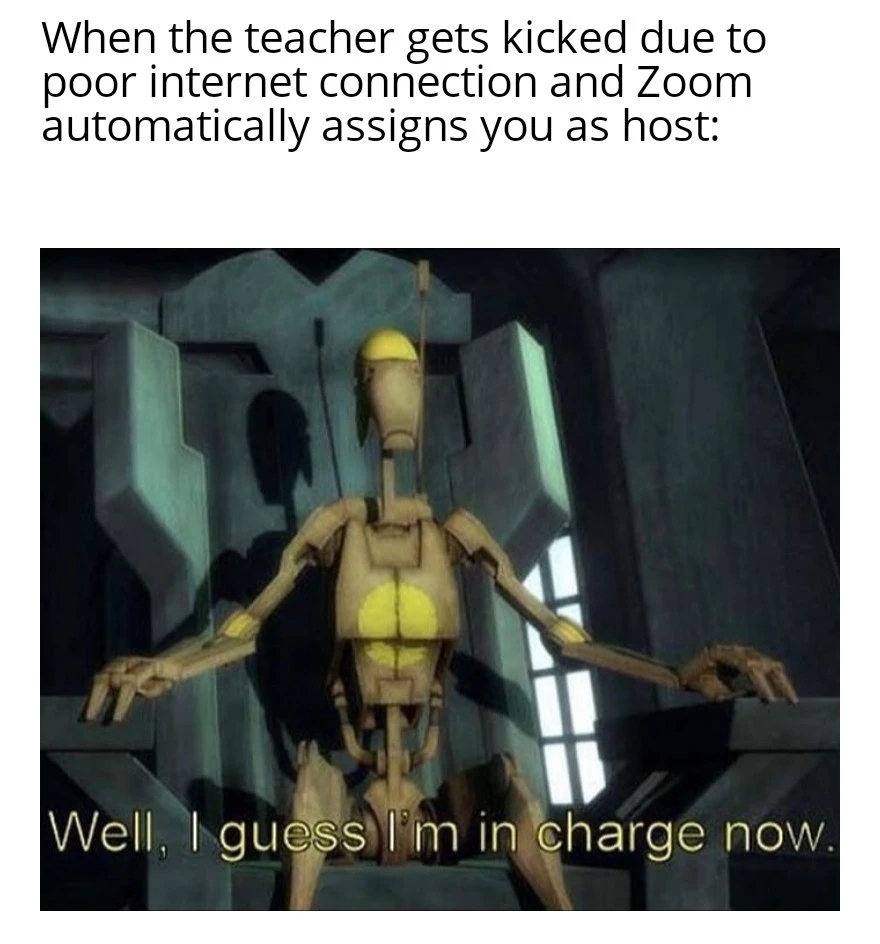 When the teacher gets kicked due to
poor internet connection and Zoom
automatically assigns you as host:
Well, I guess I'm in charge now.